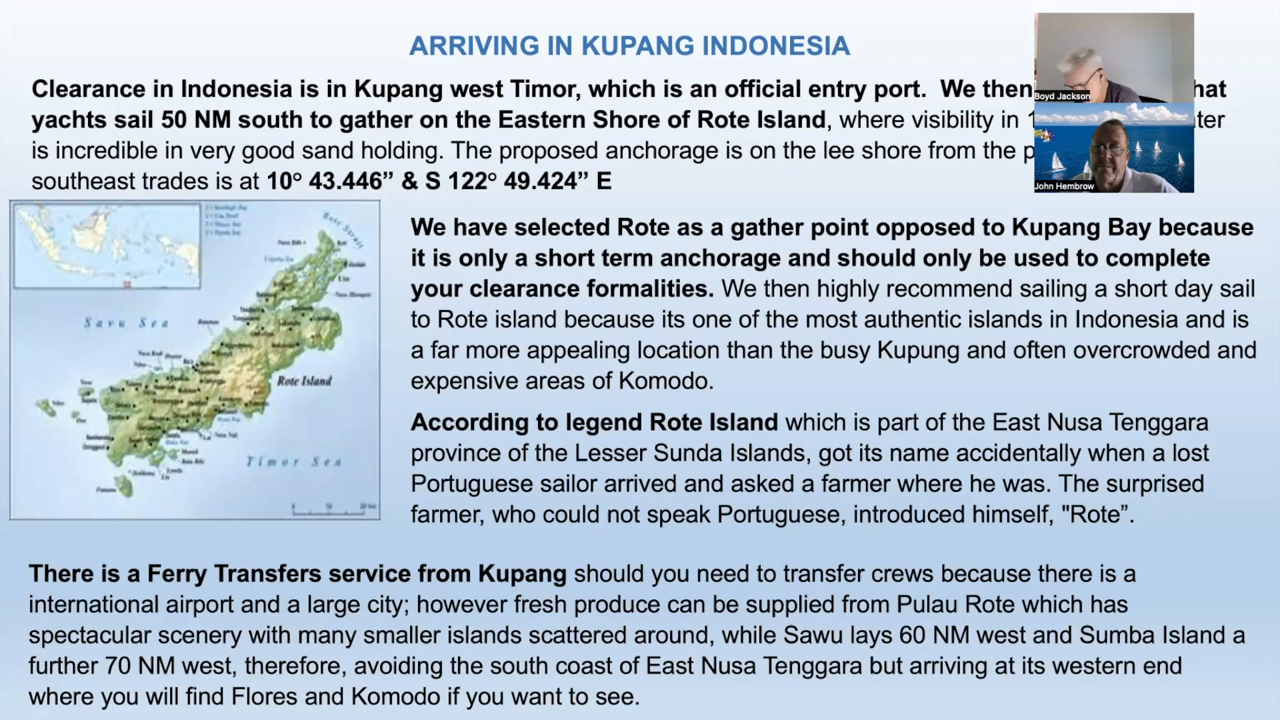 ARRIVING IN KUPANG INDONESIA
Clearance in Indonesia is in Kupang west Timor, which is an official entry port. We then hat
yachts sail 50 NM south to gather on the Eastern Shore of Rote Island, where visibility in 1 ater
is incredible in very good sand holding. The proposed anchorage is on the lee shore from the p
southeast trades is at 10° 43.446” & S 122° 49.424” E
Boyd Jackson
John Hembrow
Rote Strait
Savu Sea
Rote Island
Timor Sea
We have selected Rote as a gather point opposed to Kupang Bay because
it is only a short term anchorage and should only be used to complete
your clearance formalities. We then highly recommend sailing a short day sail
to Rote island because its one of the most authentic islands in Indonesia and is
a far more appealing location than the busy Kupung and often overcrowded and
expensive areas of Komodo.
According to legend Rote Island which is part of the East Nusa Tenggara
province of the Lesser Sunda Islands, got its name accidentally when a lost
Portuguese sailor arrived and asked a farmer where he was. The surprised
farmer, who could not speak Portuguese, introduced himself, "Rote”.
There is a Ferry Transfers service from Kupang should you need to transfer crews because there is a
international airport and a large city; however fresh produce can be supplied from Pulau Rote which has
spectacular scenery with many smaller islands scattered around, while Sawu lays 60 NM west and Sumba Island a
further 70 NM west, therefore, avoiding the south coast of East Nusa Tenggara but arriving at its western end
where you will find Flores and Komodo if you want to see.